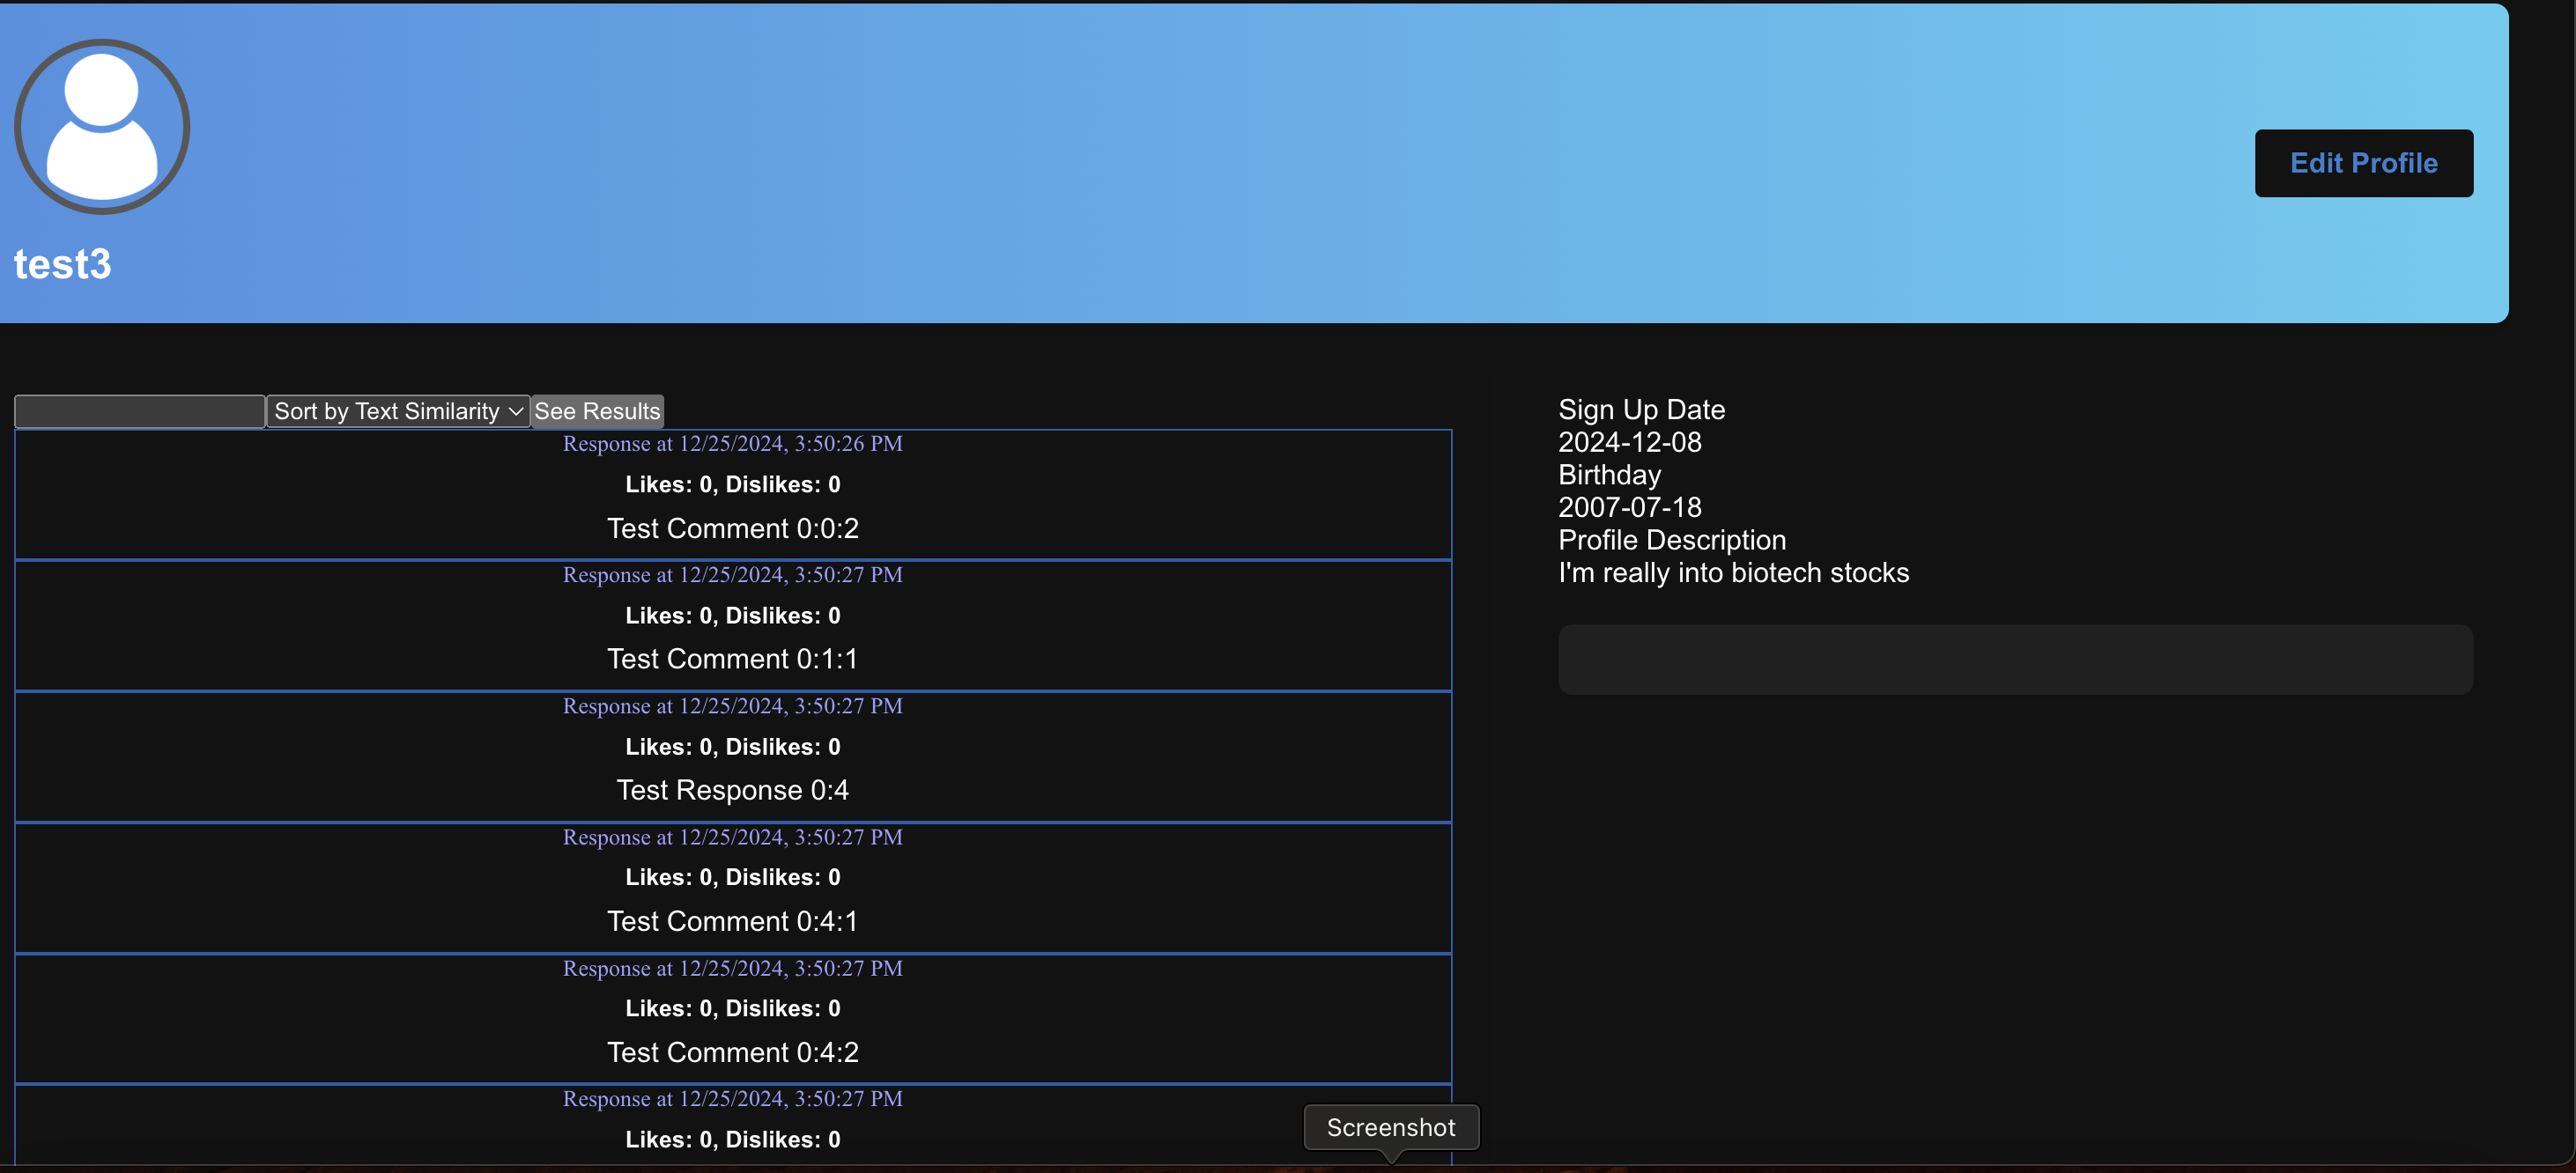 Edit Profile
test3
Sort by Text Similarity See Results
Response at 12/25/2024, 3:50:26 PM
Likes: 0, Dislikes: 0
Test Comment 0:0:2
Response at 12/25/2024, 3:50:27 PM
Likes: 0, Dislikes: 0
Test Comment 0:1:1
Response at 12/25/2024, 3:50:27 PM
Likes: 0, Dislikes: 0
Test Response 0:4
Response at 12/25/2024, 3:50:27 PM
Likes: 0, Dislikes: 0
Test Comment 0:4:1
Response at 12/25/2024, 3:50:27 PM
Likes: 0, Dislikes: 0
Test Comment 0:4:2
Response at 12/25/2024, 3:50:27 PM
Likes: 0, Dislikes: 0
Sign Up Date
2024-12-08
Birthday
2007-07-18
Profile Description
I'm really into biotech stocks
Screenshot